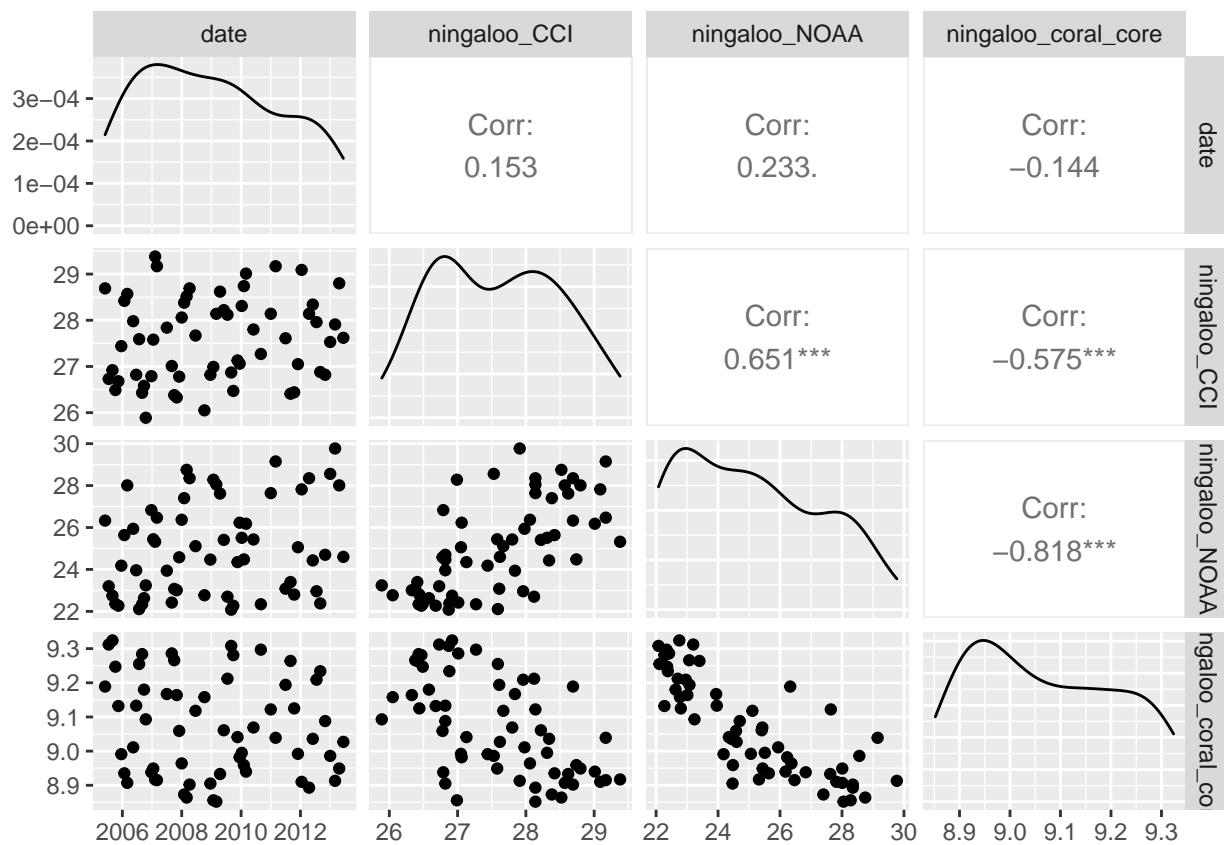 date ningaloo_CCI ningaloo_NOAA ningaloo_coral_core
3e−04
2e−04
1e−04
0e+00
Corr:
0.153
Corr:
0.233.
Corr:
−0.144
date
29
28
27
26
Corr:
0.651***
Corr:
−0.575***
ningaloo_CCI
30
28
26
24
22
Corr:
−0.818***
ningaloo_NOAA
9.3
9.2
9.1
9.0
8.9
ngaloo_coral_co
2006 2008 2010 2012 26 27 28 29 22 24 26 28 30 8.9 9.0 9.1 9.2 9.3